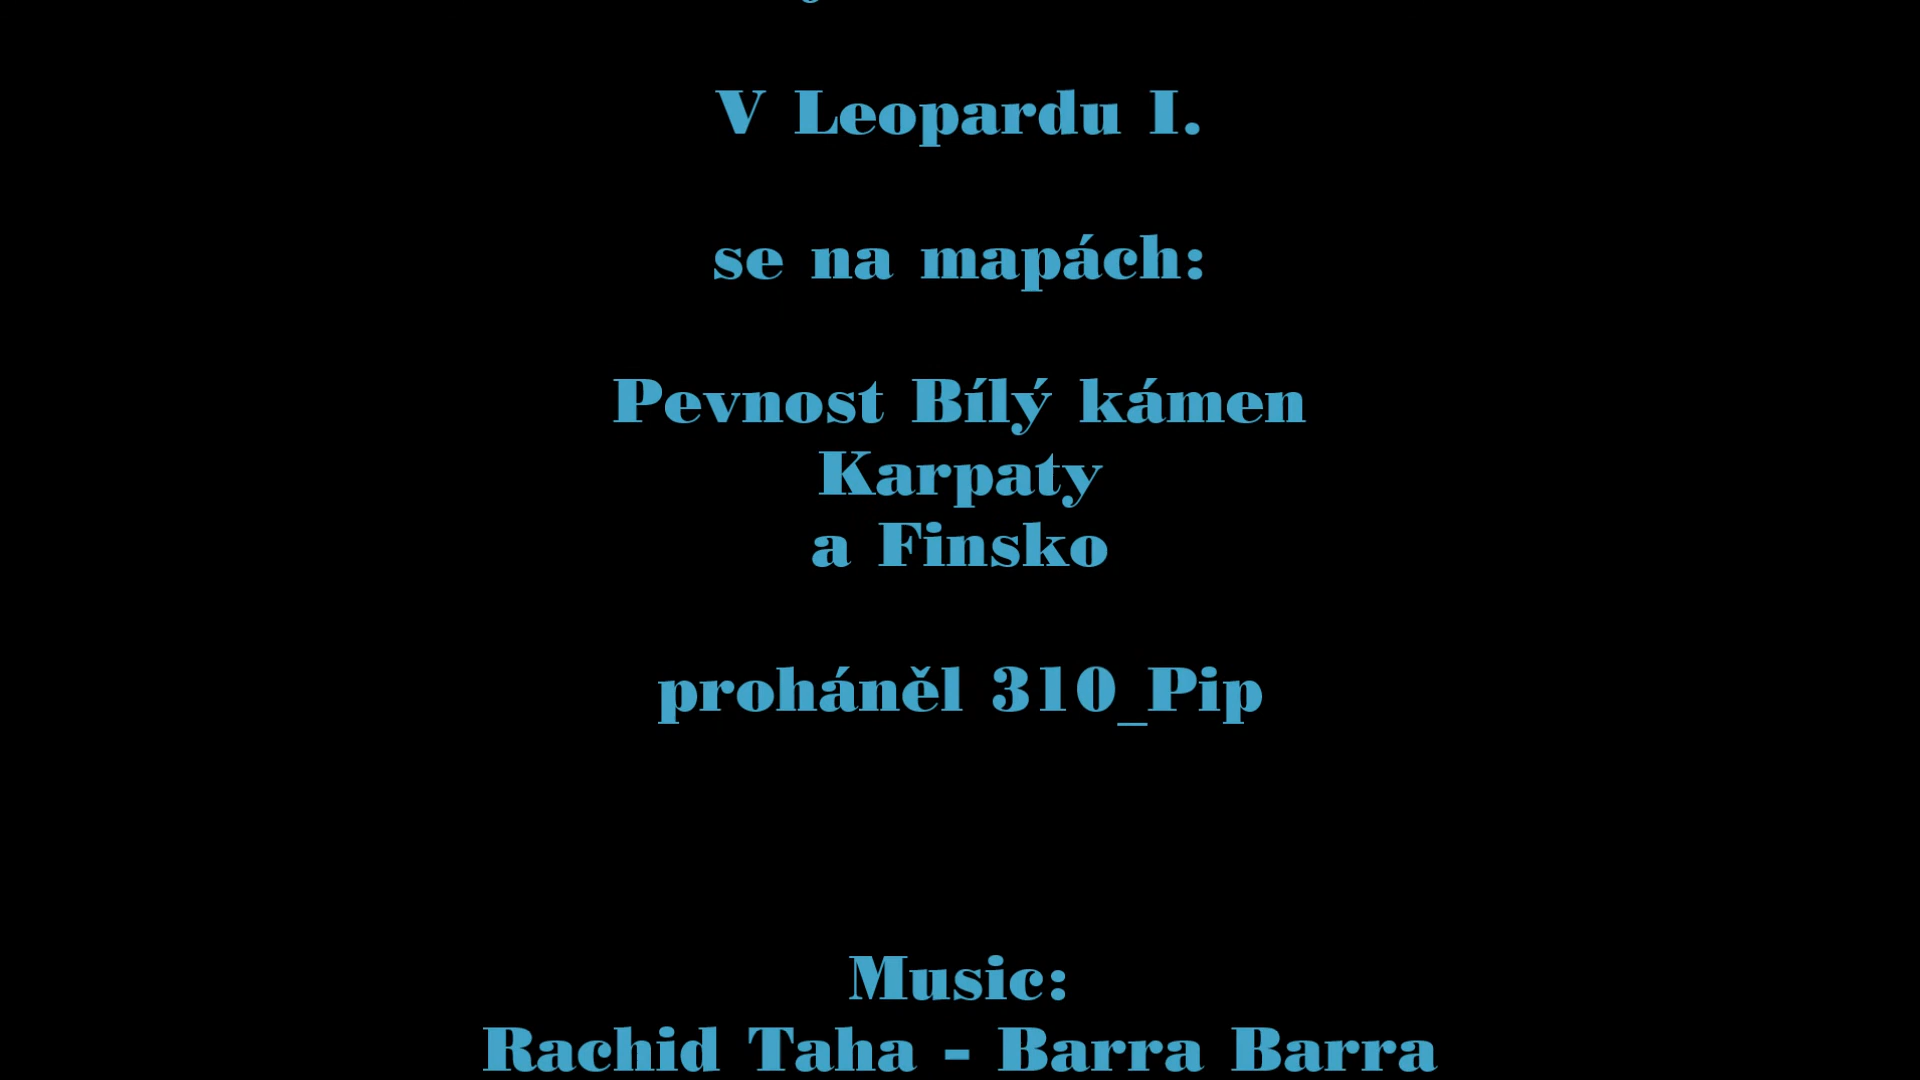 V Leopardu I.
se na mapách:
Pevnost Bílý kámen
Karpaty
a Finsko
proháněl 310_Pip
Music:
Rachid Taha - Barra Barra